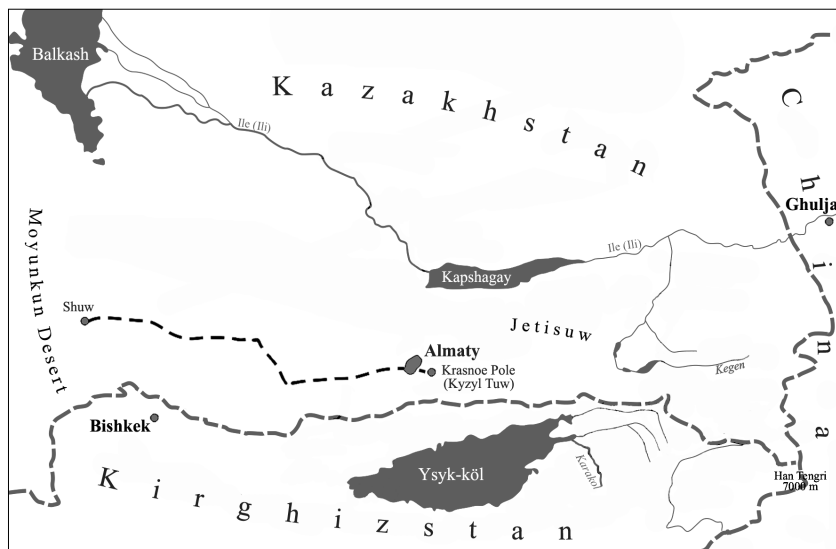 Balkash
Kazakhstan
China
Ile (Ili)
Ghulja
Moyunkun Desert
Ile (Ili)
Kapshagay
Shuw
Jetisuw
Almaty
Krasnoe Pole
(Kyzyl Tuw)
Kegen
Bishkek
Ysyk-köl
Karakol
Han Tengri
7000 m
Kirghizstan